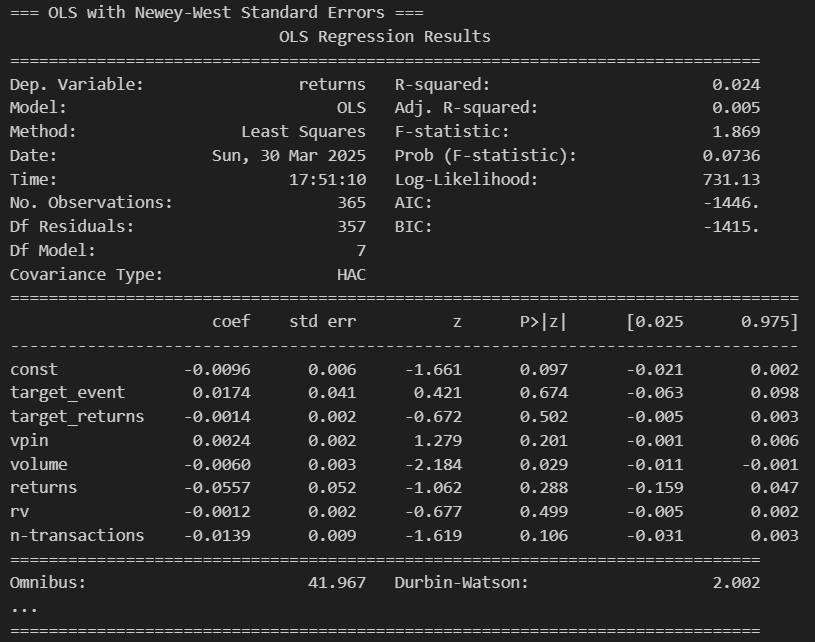 === OLS with Newey-West Standard Errors ===
                            OLS Regression Results
==============================================================================
Dep. Variable:                returns   R-squared:                       0.024
Model:                            OLS   Adj. R-squared:                  0.005
Method:                 Least Squares   F-statistic:                     1.869
Date:                Sun, 30 Mar 2025   Prob (F-statistic):             0.0736
Time:                        17:51:10   Log-Likelihood:                 731.13
No. Observations:                 365   AIC:                            -1446.
Df Residuals:                     357   BIC:                            -1415.
Df Model:                           7
Covariance Type:                  HAC
==================================================================================
                     coef    std err          z      P>|z|      [0.025      0.975]
----------------------------------------------------------------------------------
const             -0.0096      0.006     -1.661      0.097      -0.021       0.002
target_event       0.0174      0.041      0.421      0.674      -0.063       0.098
target_returns    -0.0014      0.002     -0.672      0.502      -0.005       0.003
vpin               0.0024      0.002      1.279      0.201      -0.001       0.006
volume            -0.0060      0.003     -2.184      0.029      -0.011      -0.001
returns           -0.0557      0.052     -1.062      0.288      -0.159       0.047
rv                -0.0012      0.002     -0.677      0.499      -0.005       0.002
n-transactions    -0.0139      0.009     -1.619      0.106      -0.031       0.003
==============================================================================
Omnibus:                       41.967   Durbin-Watson:                   2.002
...
==============================================================================